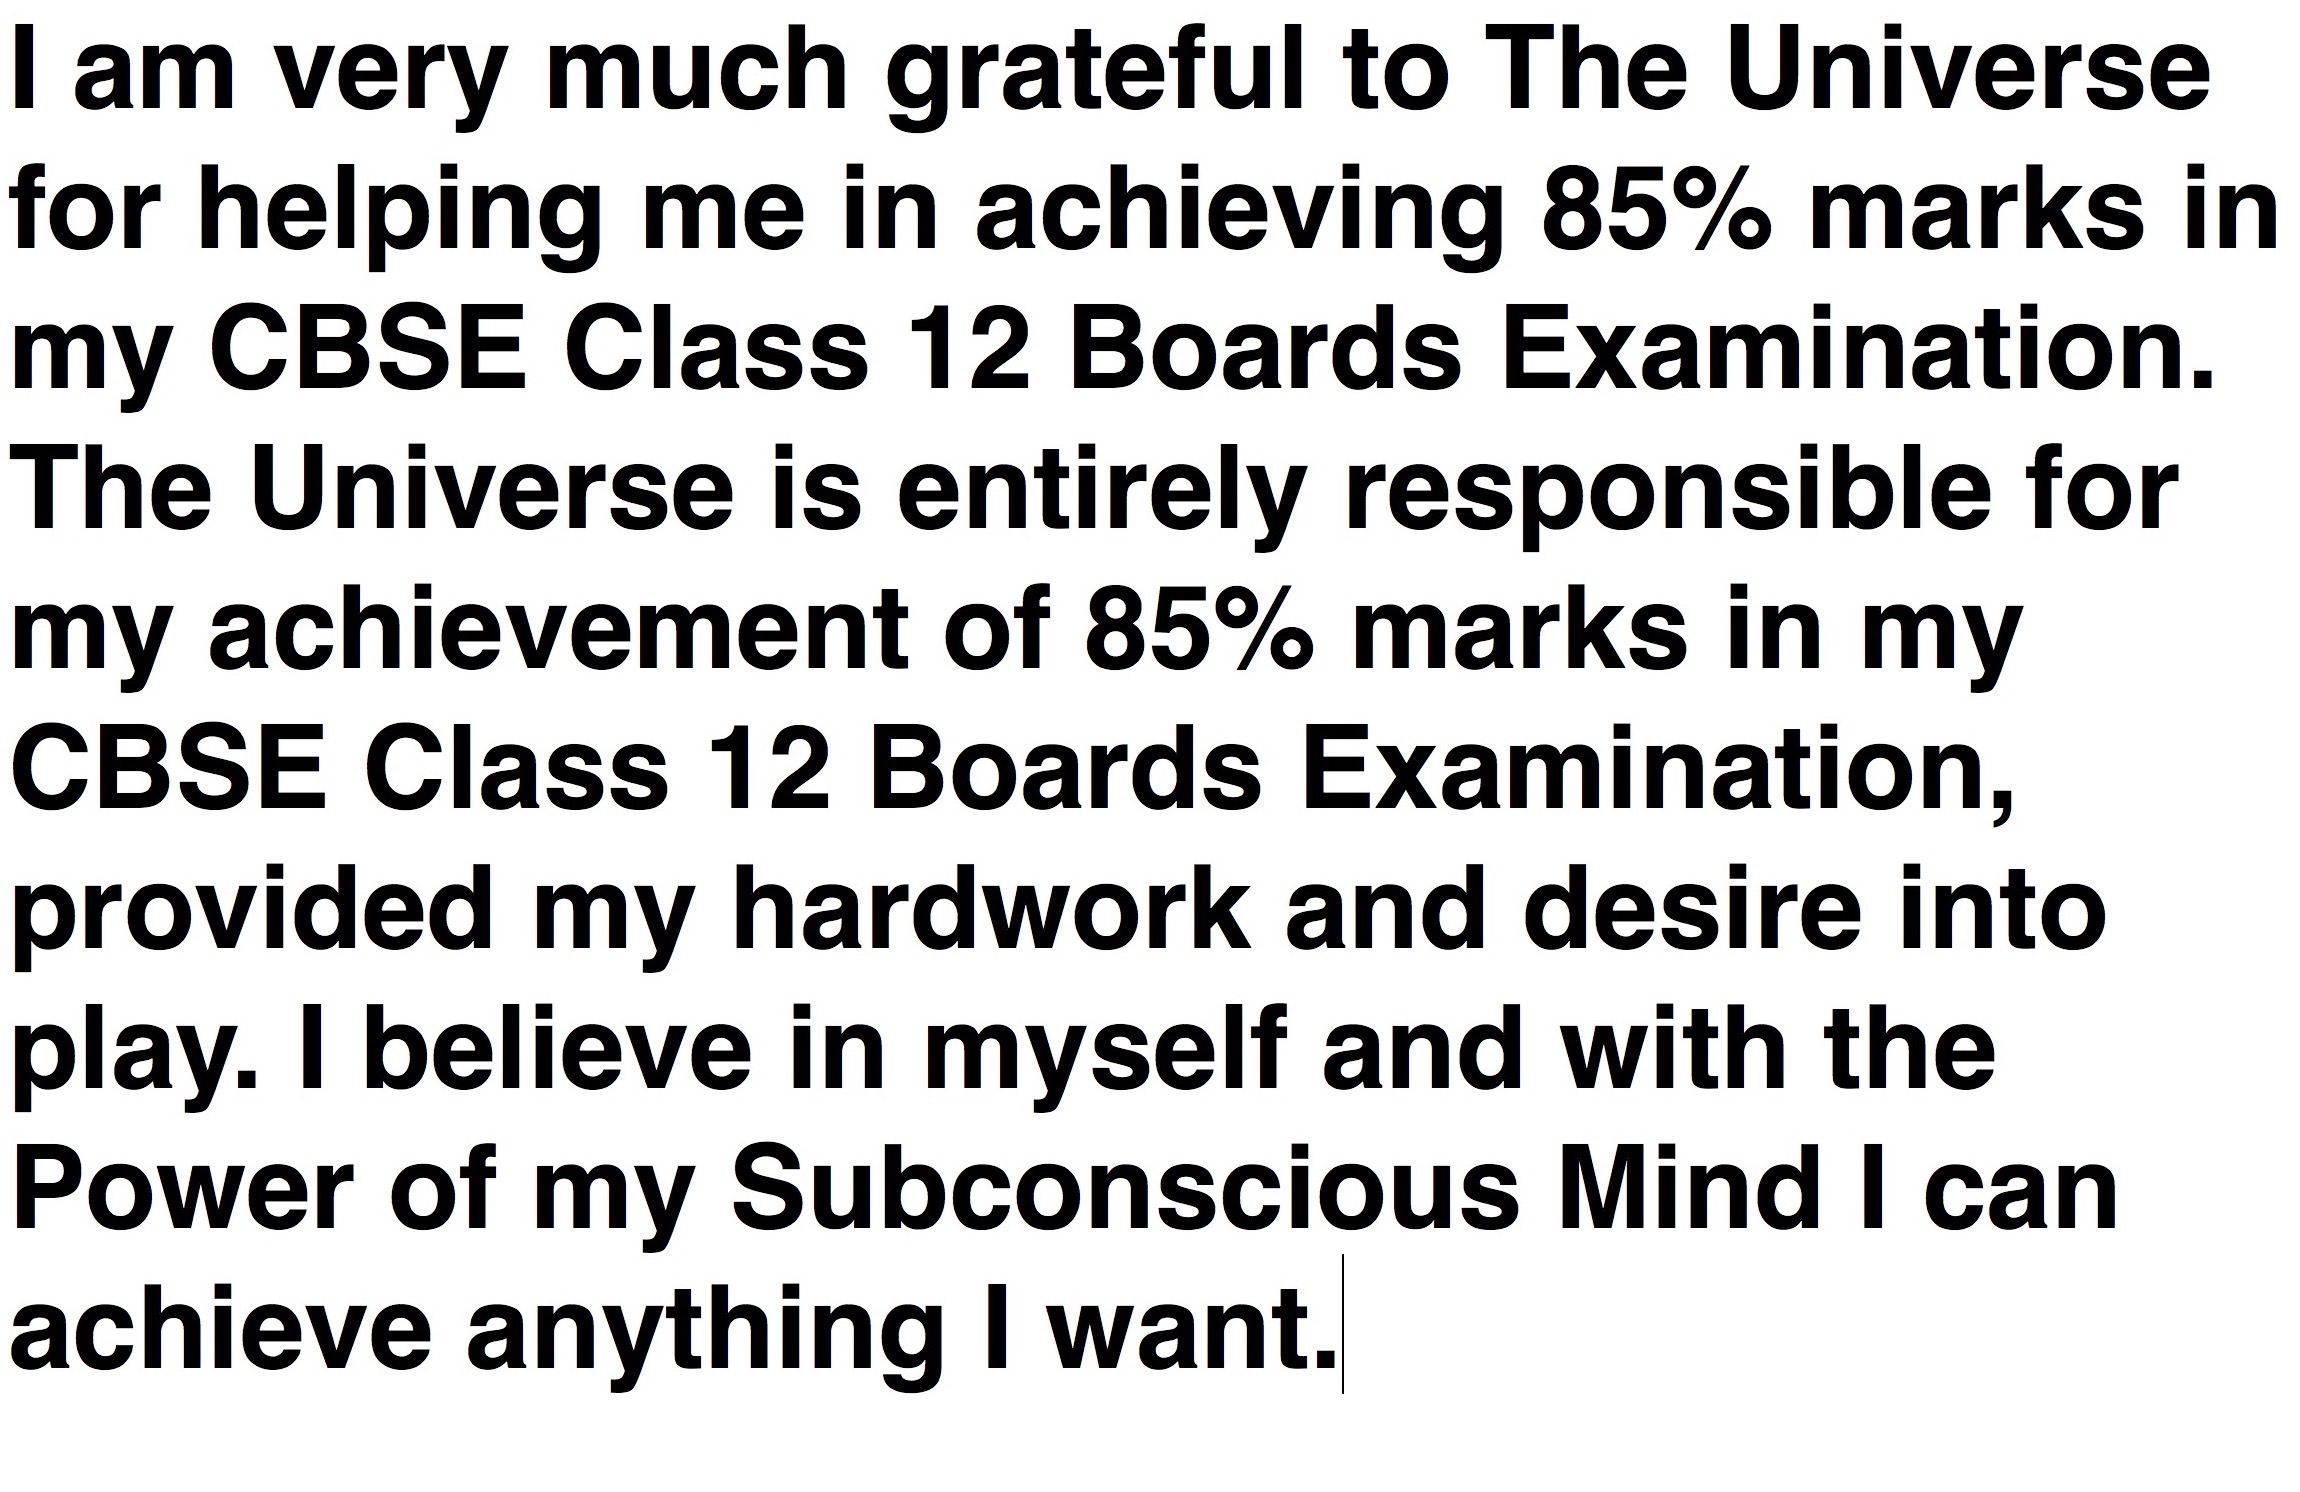 I am very much grateful to The Universe
for helping me in achieving 85% marks in
my CBSE Class 12 Boards Examination.
The Universe is entirely responsible for
my achievement of 85% marks in my
CBSE Class 12 Boards Examination,
provided my hardwork and desire into
play. I believe in myself and with the
Power of my Subconscious Mind I can
achieve anything I want.